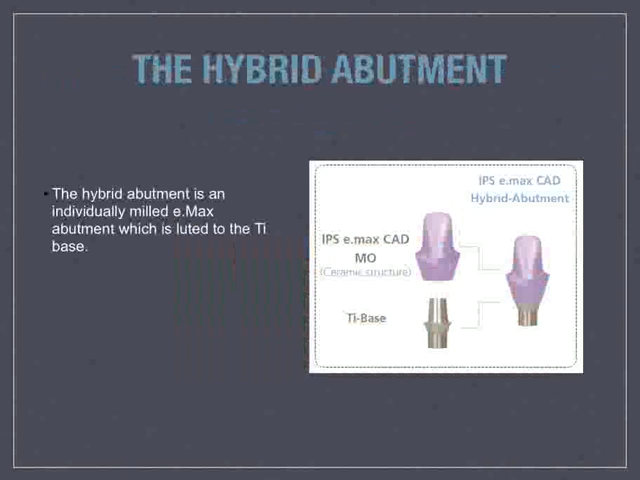 THE HYBRID ABUTMENT
• The hybrid abutment is an
individually milled e.Max
abutment which is luted to the Ti
base.
IPS e.max CAD
Hybrid-Abutment
IPS e.max CAD
MO
(Ceramic structure)
Ti-Base